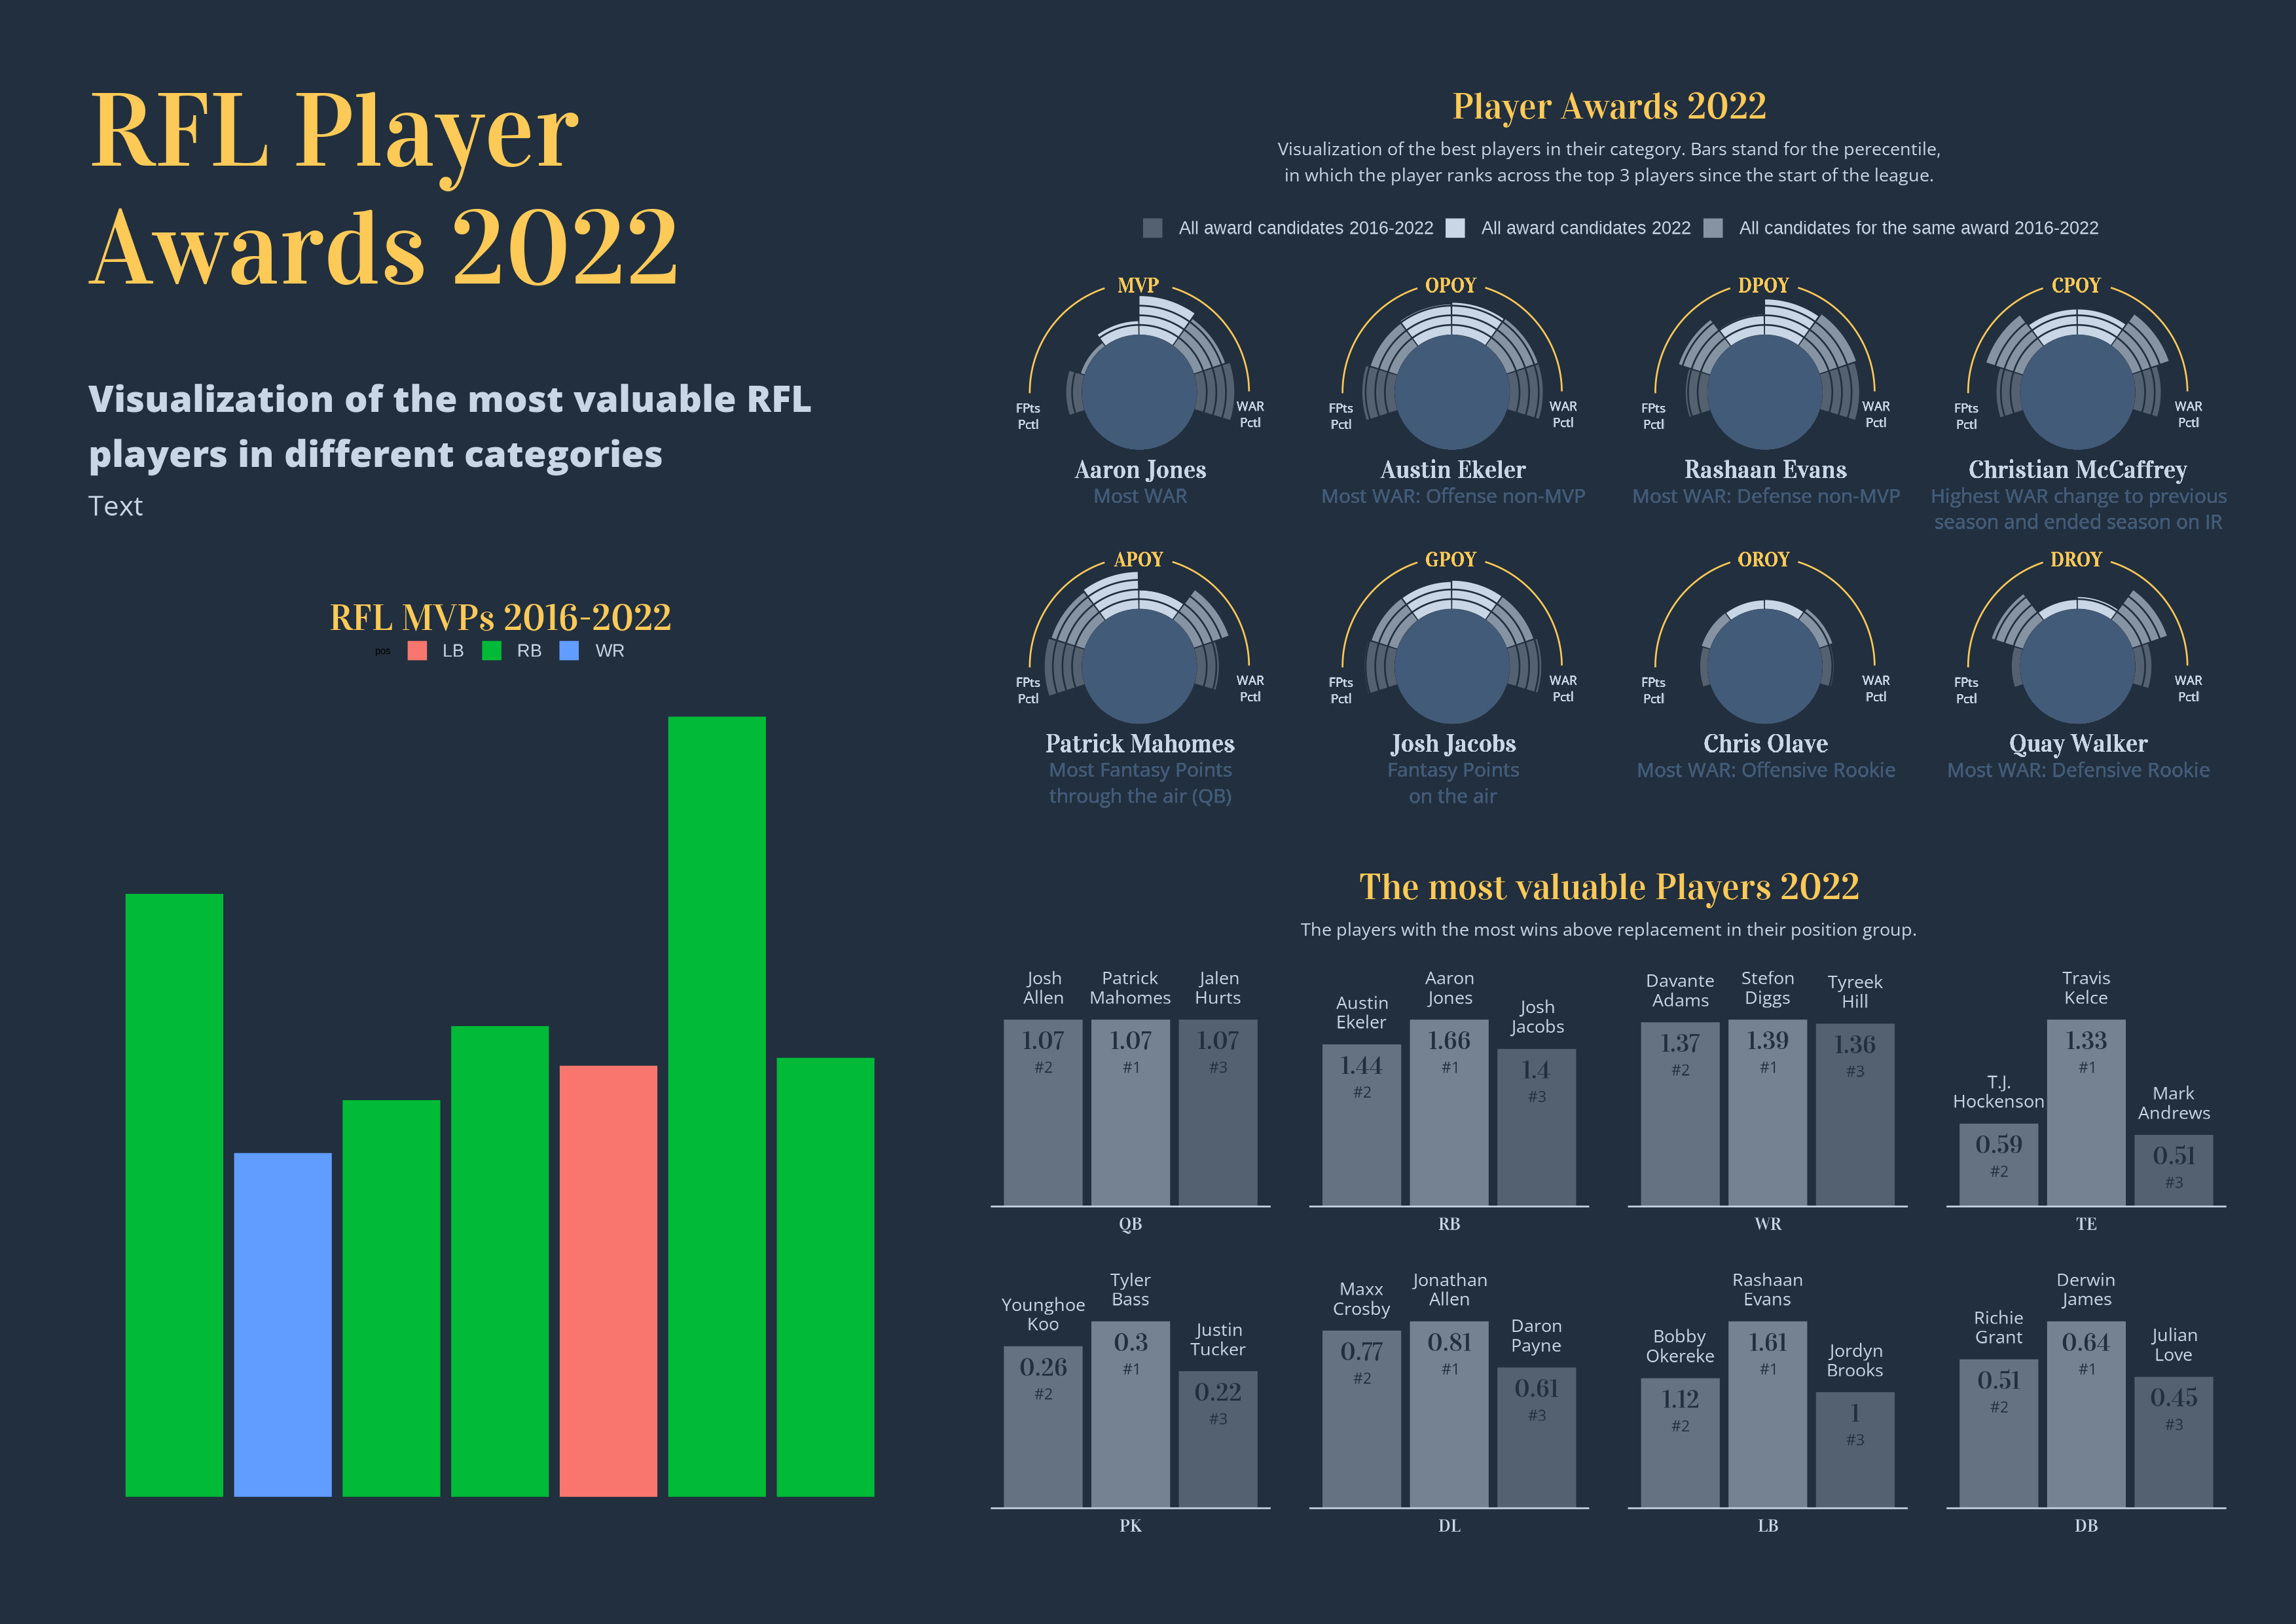 RFL Player
Awards 2022
Visualization of the most valuable RFL
players in different categories
Text
RFL MVPs 2016-2022
pos LB RB WR
Player Awards 2022
Visualization of the best players in their category. Bars stand for the perecentile,
in which the player ranks across the top 3 players since the start of the league.
All award candidates 2016-2022 All award candidates 2022 All candidates for the same award 2016-2022
MVP
FPts
Pctl
WAR
Pctl
Aaron Jones
Most WAR
OPOY
FPts
Pctl
WAR
Pctl
Austin Ekeler
Most WAR: Offense non-MVP
DPOY
FPts
Pctl
WAR
Pctl
Rashaan Evans
Most WAR: Defense non-MVP
CPOY
FPts
Pctl
WAR
Pctl
Christian McCaffrey
Highest WAR change to previous
season and ended season on IR
APOY
FPts
Pctl
WAR
Pctl
Patrick Mahomes
Most Fantasy Points
through the air (QB)
GPOY
FPts
Pctl
WAR
Pctl
Josh Jacobs
Fantasy Points
on the air
OROY
FPts
Pctl
WAR
Pctl
Chris Olave
Most WAR: Offensive Rookie
DROY
FPts
Pctl
WAR
Pctl
Quay Walker
Most WAR: Defensive Rookie
The most valuable Players 2022
The players with the most wins above replacement in their position group.
Josh
Allen
1.07
#2
Patrick
Mahomes
1.07
#1
Jalen
Hurts
1.07
#3
QB
Austin
Ekeler
1.44
#2
Aaron
Jones
1.66
#1
Josh
Jacobs
1.4
#3
RB
Davante
Adams
1.37
#2
Stefon
Diggs
1.39
#1
Tyreek
Hill
1.36
#3
WR
T.J.
Hockenson
0.59
#2
Travis
Kelce
1.33
#1
Mark
Andrews
0.51
#3
TE
Younghoe
Koo
0.26
#2
Tyler
Bass
0.3
#1
Justin
Tucker
0.22
#3
PK
Maxx
Crosby
0.77
#2
Jonathan
Allen
0.81
#1
Daron
Payne
0.61
#3
DL
Bobby
Okereke
1.12
#2
Rashaan
Evans
1.61
#1
Jordyn
Brooks
1
#3
LB
Richie
Grant
0.51
#2
Derwin
James
0.64
#1
Julian
Love
0.45
#3
DB